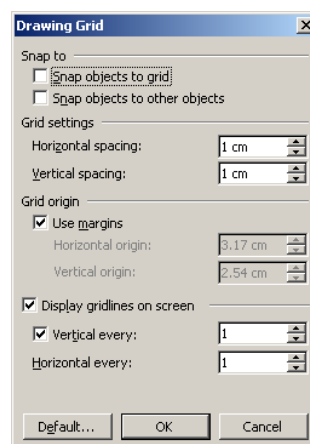 Drawing Grid
Snap to
Snap objects to grid
Snap objects to other objects
Grid settings
Horizontal spacing: 1 cm
Vertical spacing: 1 cm
Grid origin
Use margins
Horizontal origin: 3.17 cm
Vertical origin: 2.54 cm
Display gridlines on screen
Vertical every: 1
Horizontal every: 1
Default... OK Cancel